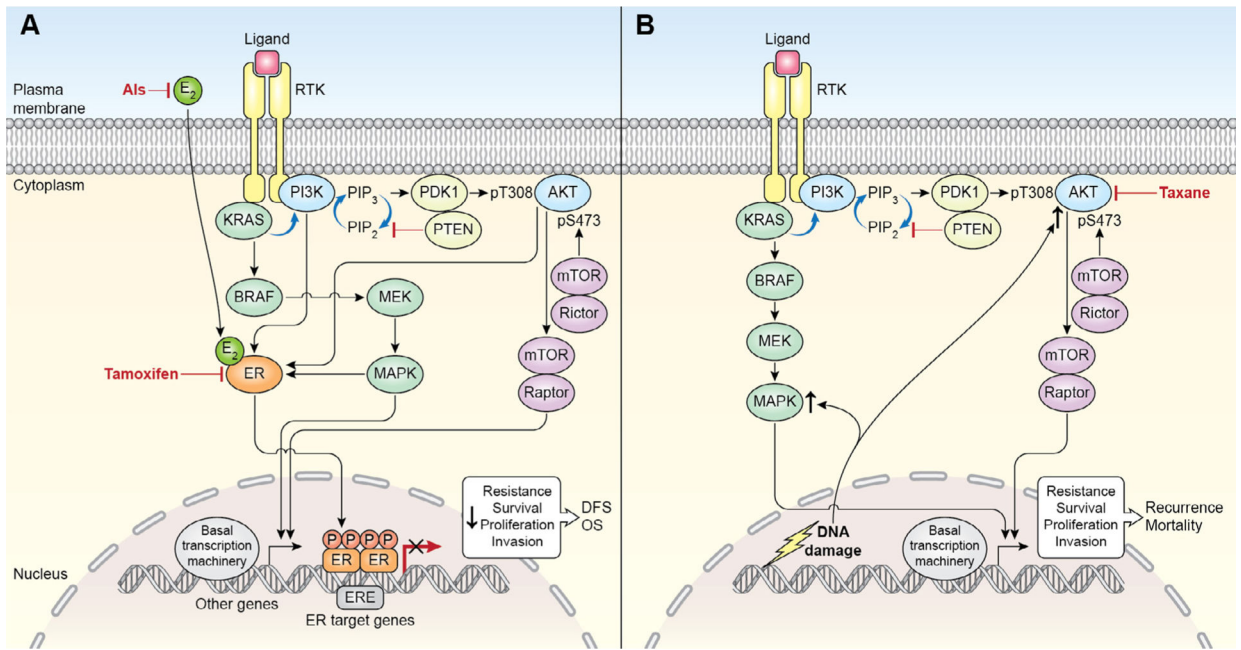 A
Ligand
AIs
E2
RTK
Plasma
membrane
Cytoplasm
PI3K
PIP3
PDK1
pT308
AKT
KRAS
PIP2
PTEN
pS473
mTOR
BRAF
MEK
Rictor
E2
mTOR
Tamoxifen
ER
MAPK
Raptor
Resistance
Survival
Proliferation
Invasion
DFS
OS
Basal
transcription
machinery
P P P P
ER ER
Nucleus
Other genes
ERE
ER target genes
B
Ligand
RTK
PI3K
PIP3
PDK1
pT308
AKT
Taxane
KRAS
PIP2
PTEN
pS473
mTOR
BRAF
Rictor
MEK
mTOR
MAPK
Raptor
Resistance
Survival
Proliferation
Invasion
Recurrence
Mortality
DNA
damage
Basal
transcription
machinery